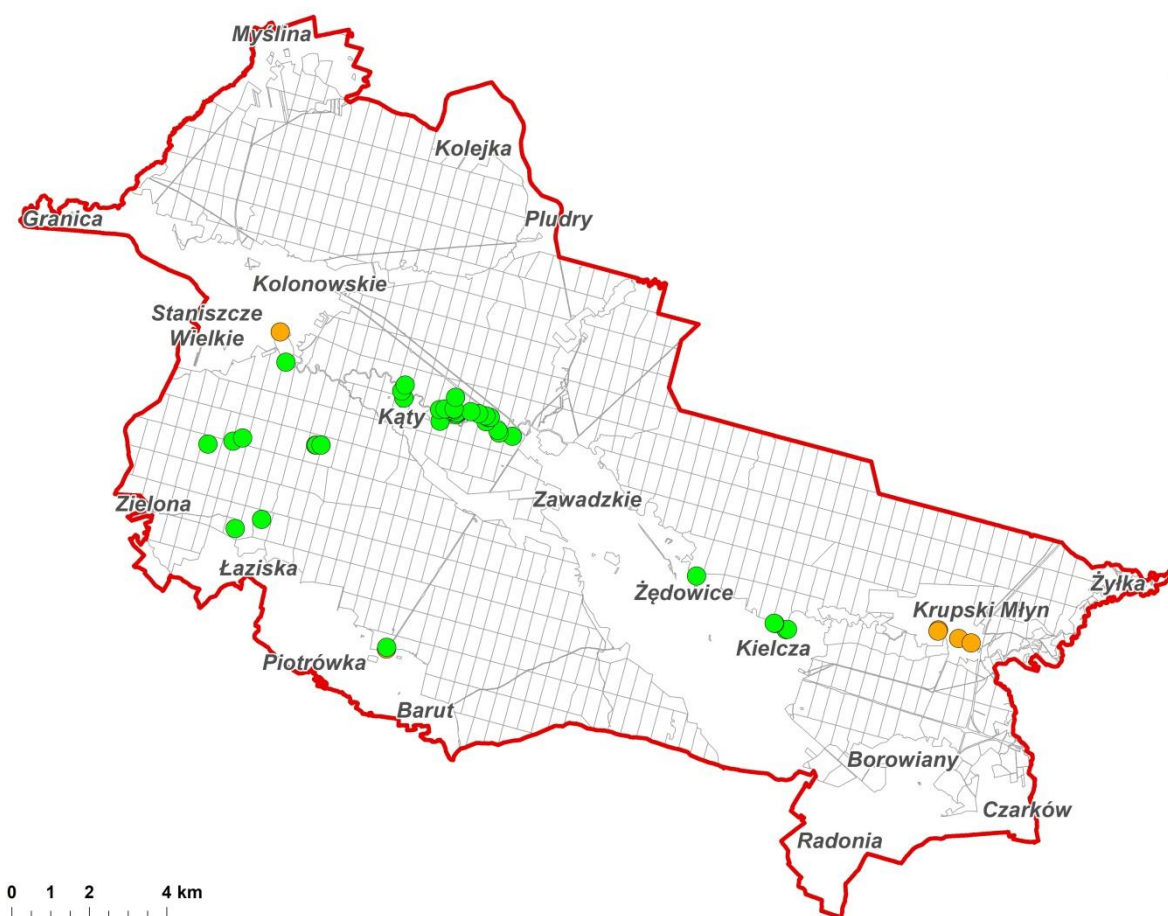 Myślina
Kolejka
Granica
Pludry
Kolonowskie
Staniszcze
Wielkie
Kąty
Zielona
Zawadzkie
Łaziska
Żędowice
Żyłka
Krupski Młyn
Kielcza
Piotrówka
Barut
Borowiany
Czarków
Radonia
0 1 2 4 km